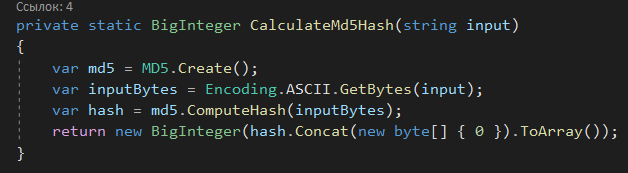 Ссылок: 4
private static BigInteger CalculateMd5Hash(string input)
{
var md5 = MD5.Create();
var inputBytes = Encoding.ASCII.GetBytes(input);
var hash = md5.ComputeHash(inputBytes);
return new BigInteger(hash.Concat(new byte[] { 0 }).ToArray());
}